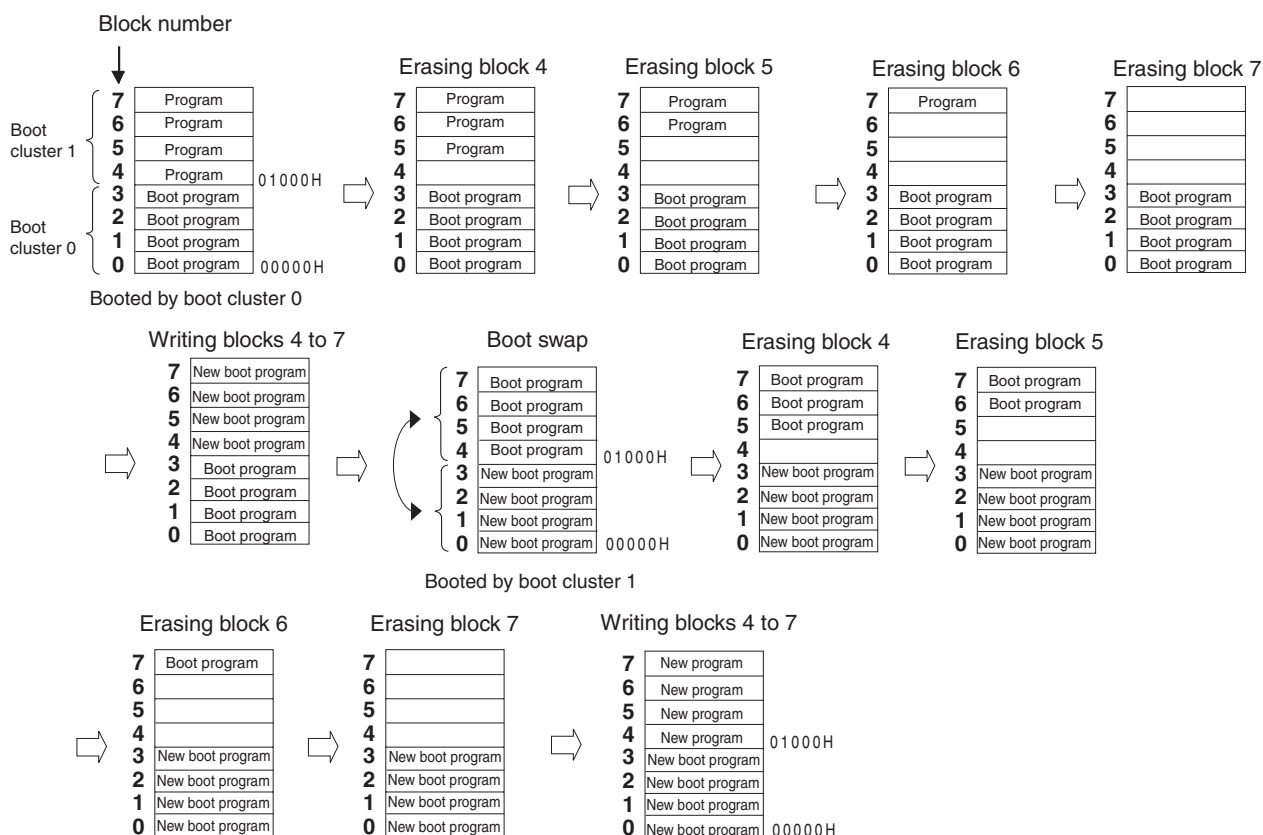 Block number
Boot cluster 1
Boot cluster 0
7 Program
6 Program
5 Program
4 Program
01000H
3 Boot program
2 Boot program
1 Boot program
0 Boot program 00000H
Booted by boot cluster 0
Erasing block 4
7 Program
6 Program
5 Program
4
3 Boot program
2 Boot program
1 Boot program
0 Boot program
Erasing block 5
7 Program
6 Program
5
4
3 Boot program
2 Boot program
1 Boot program
0 Boot program
Erasing block 6
7 Program
6
5
4
3 Boot program
2 Boot program
1 Boot program
0 Boot program
Erasing block 7
7
6
5
4
3 Boot program
2 Boot program
1 Boot program
0 Boot program
Writing blocks 4 to 7
7 New boot program
6 New boot program
5 New boot program
4 New boot program
3 Boot program
2 Boot program
1 Boot program
0 Boot program
Boot swap
7 Boot program
6 Boot program
5 Boot program
4 Boot program
01000H
3 New boot program
2 New boot program
1 New boot program
0 New boot program 00000H
Booted by boot cluster 1
Erasing block 4
7 Boot program
6 Boot program
5 Boot program
4
3 New boot program
2 New boot program
1 New boot program
0 New boot program
Erasing block 5
7 Boot program
6 Boot program
5
4
3 New boot program
2 New boot program
1 New boot program
0 New boot program
Erasing block 6
7 Boot program
6
5
4
3 New boot program
2 New boot program
1 New boot program
0 New boot program
Erasing block 7
7
6
5
4
3 New boot program
2 New boot program
1 New boot program
0 New boot program
Writing blocks 4 to 7
7 New program
6 New program
5 New program
4 New program
01000H
3 New boot program
2 New boot program
1 New boot program
0 New boot program 00000H